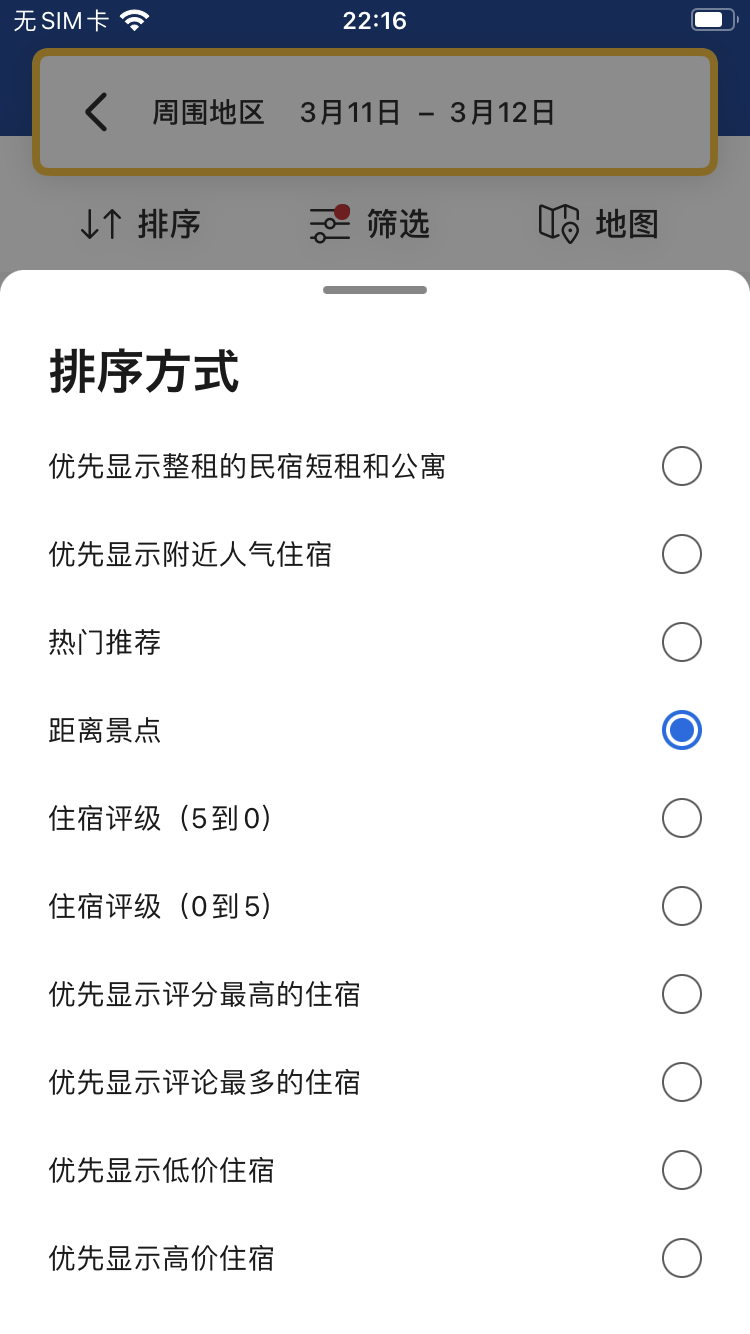 无SIM卡 22:16
周围地区 3月11日 – 3月12日
排序 筛选 地图
排序方式
优先显示整租的民宿短租和公寓
优先显示附近人气住宿
热门推荐
距离景点
住宿评级（5到0）
住宿评级（0到5）
优先显示评分最高的住宿
优先显示评论最多的住宿
优先显示低价住宿
优先显示高价住宿